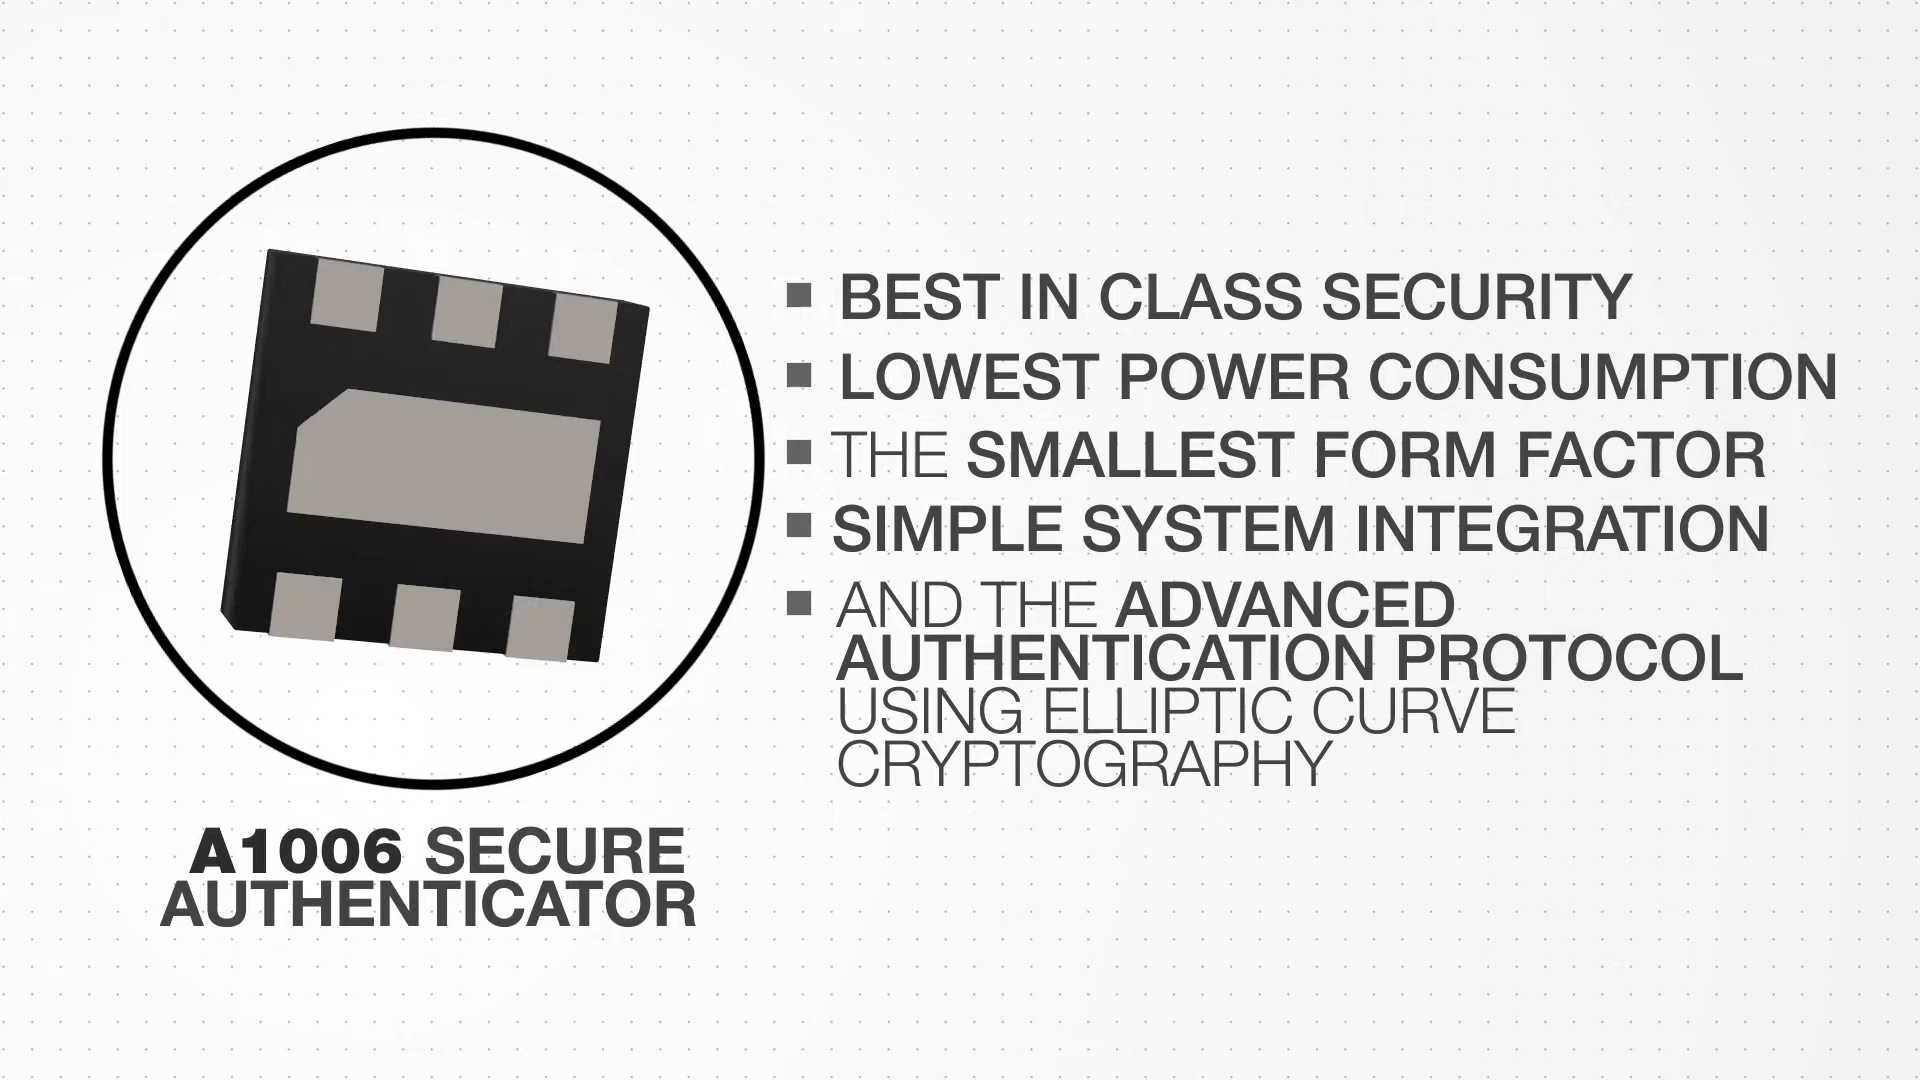 BEST IN CLASS SECURITY
LOWEST POWER CONSUMPTION
THE SMALLEST FORM FACTOR
SIMPLE SYSTEM INTEGRATION
AND THE ADVANCED
AUTHENTICATION PROTOCOL
USING ELLIPTIC CURVE
CRYPTOGRAPHY
A1006 SECURE
AUTHENTICATOR